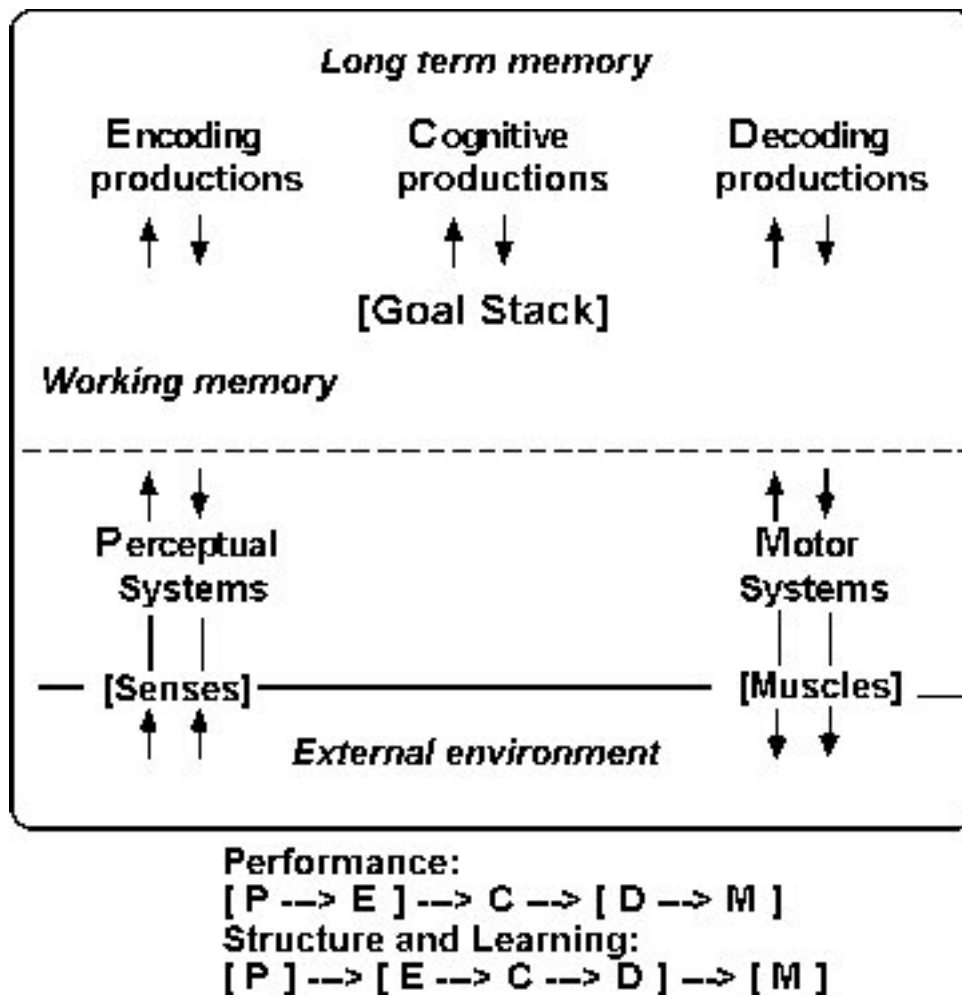 Long term memory
Encoding Cognitive Decoding
productions productions productions
[Goal Stack]
Working memory
Perceptual Motor
Systems Systems
[Senses] [Muscles]
External environment
Performance:
[ P ---> E ] ---> C ---> [ D ---> M ]
Structure and Learning:
[ P ] ---> [ E ---> C ---> D ] ---> [ M ]